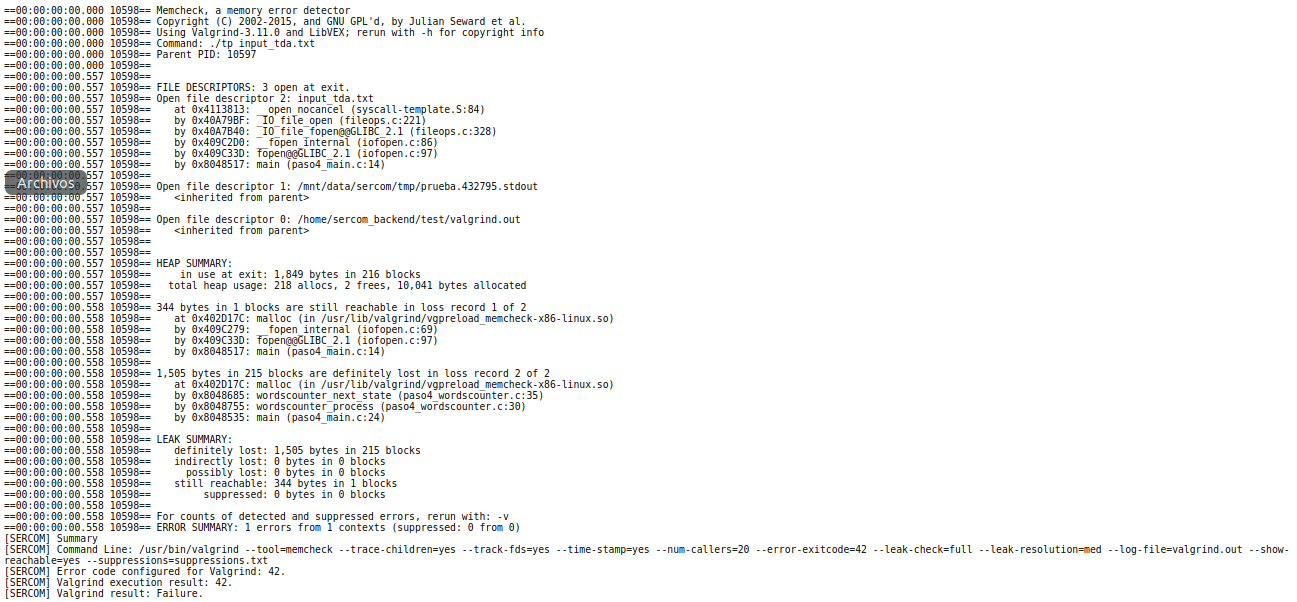 ==00:00:00:00.000 10598== Memcheck, a memory error detector
==00:00:00:00.000 10598== Copyright (C) 2002-2015, and GNU GPL'd, by Julian Seward et al.
==00:00:00:00.000 10598== Using Valgrind-3.11.0 and LibVEX; rerun with -h for copyright info
==00:00:00:00.000 10598== Command: ./tp input_tda.txt
==00:00:00:00.000 10598== Parent PID: 10597
==00:00:00:00.000 10598==
==00:00:00:00.557 10598==
==00:00:00:00.557 10598== FILE DESCRIPTORS: 3 open at exit.
==00:00:00:00.557 10598== Open file descriptor 2: input_tda.txt
==00:00:00:00.557 10598==    at 0x4113813: __open_nocancel (syscall-template.S:84)
==00:00:00:00.557 10598==    by 0x40A79BF: _IO_file_open (fileops.c:221)
==00:00:00:00.557 10598==    by 0x40A7B40: _IO_file_fopen@@GLIBC_2.1 (fileops.c:328)
==00:00:00:00.557 10598==    by 0x409C2D0: __fopen_internal (iofopen.c:86)
==00:00:00:00.557 10598==    by 0x409C33D: fopen@@GLIBC_2.1 (iofopen.c:97)
==00:00:00:00.557 10598==    by 0x8048517: main (paso4_main.c:14)
==00:00:00:00.557 10598==
Archivos
==00:00:00:00.557 10598== Open file descriptor 1: /mnt/data/sercom/tmp/prueba.432795.stdout
==00:00:00:00.557 10598==    <inherited from parent>
==00:00:00:00.557 10598==
==00:00:00:00.557 10598== Open file descriptor 0: /home/sercom_backend/test/valgrind.out
==00:00:00:00.557 10598==    <inherited from parent>
==00:00:00:00.557 10598==
==00:00:00:00.557 10598==
==00:00:00:00.557 10598== HEAP SUMMARY:
==00:00:00:00.557 10598==     in use at exit: 1,849 bytes in 216 blocks
==00:00:00:00.557 10598==   total heap usage: 218 allocs, 2 frees, 10,041 bytes allocated
==00:00:00:00.557 10598==
==00:00:00:00.558 10598== 344 bytes in 1 blocks are still reachable in loss record 1 of 2
==00:00:00:00.558 10598==    at 0x402D17C: malloc (in /usr/lib/valgrind/vgpreload_memcheck-x86-linux.so)
==00:00:00:00.558 10598==    by 0x409C279: __fopen_internal (iofopen.c:69)
==00:00:00:00.558 10598==    by 0x409C33D: fopen@@GLIBC_2.1 (iofopen.c:97)
==00:00:00:00.558 10598==    by 0x8048517: main (paso4_main.c:14)
==00:00:00:00.558 10598==
==00:00:00:00.558 10598== 1,505 bytes in 215 blocks are definitely lost in loss record 2 of 2
==00:00:00:00.558 10598==    at 0x402D17C: malloc (in /usr/lib/valgrind/vgpreload_memcheck-x86-linux.so)
==00:00:00:00.558 10598==    by 0x8048685: wordscounter_next_state (paso4_wordscounter.c:35)
==00:00:00:00.558 10598==    by 0x8048755: wordscounter_process (paso4_wordscounter.c:30)
==00:00:00:00.558 10598==    by 0x8048535: main (paso4_main.c:24)
==00:00:00:00.558 10598==
==00:00:00:00.558 10598== LEAK SUMMARY:
==00:00:00:00.558 10598==    definitely lost: 1,505 bytes in 215 blocks
==00:00:00:00.558 10598==    indirectly lost: 0 bytes in 0 blocks
==00:00:00:00.558 10598==      possibly lost: 0 bytes in 0 blocks
==00:00:00:00.558 10598==    still reachable: 344 bytes in 1 blocks
==00:00:00:00.558 10598==         suppressed: 0 bytes in 0 blocks
==00:00:00:00.558 10598==
==00:00:00:00.558 10598== For counts of detected and suppressed errors, rerun with: -v
==00:00:00:00.558 10598== ERROR SUMMARY: 1 errors from 1 contexts (suppressed: 0 from 0)
[SERCOM] Summary
[SERCOM] Command Line: /usr/bin/valgrind --tool=memcheck --trace-children=yes --track-fds=yes --time-stamp=yes --num-callers=20 --error-exitcode=42 --leak-check=full --leak-resolution=med --log-file=valgrind.out --show-
reachable=yes --suppressions=suppressions.txt
[SERCOM] Error code configured for Valgrind: 42.
[SERCOM] Valgrind execution result: 42.
[SERCOM] Valgrind result: Failure.